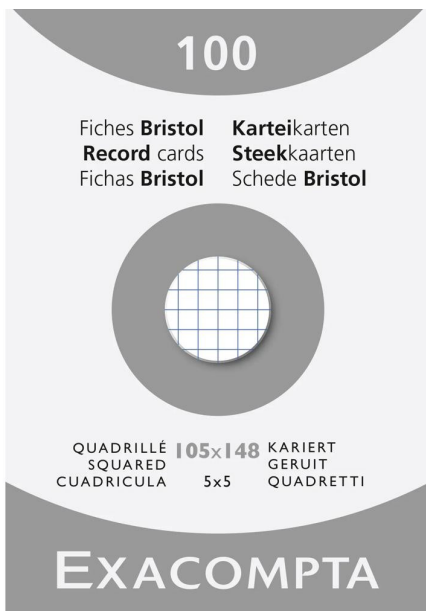 100
Fiches Bristol
Record cards
Fichas Bristol
Karteikarten
Steekkaarten
Schede Bristol
QUADRILLÉ
SQUARED
CUADRICULA
105x148
5x5
KARIERT
GERUIT
QUADRETTI
EXACOMPTA